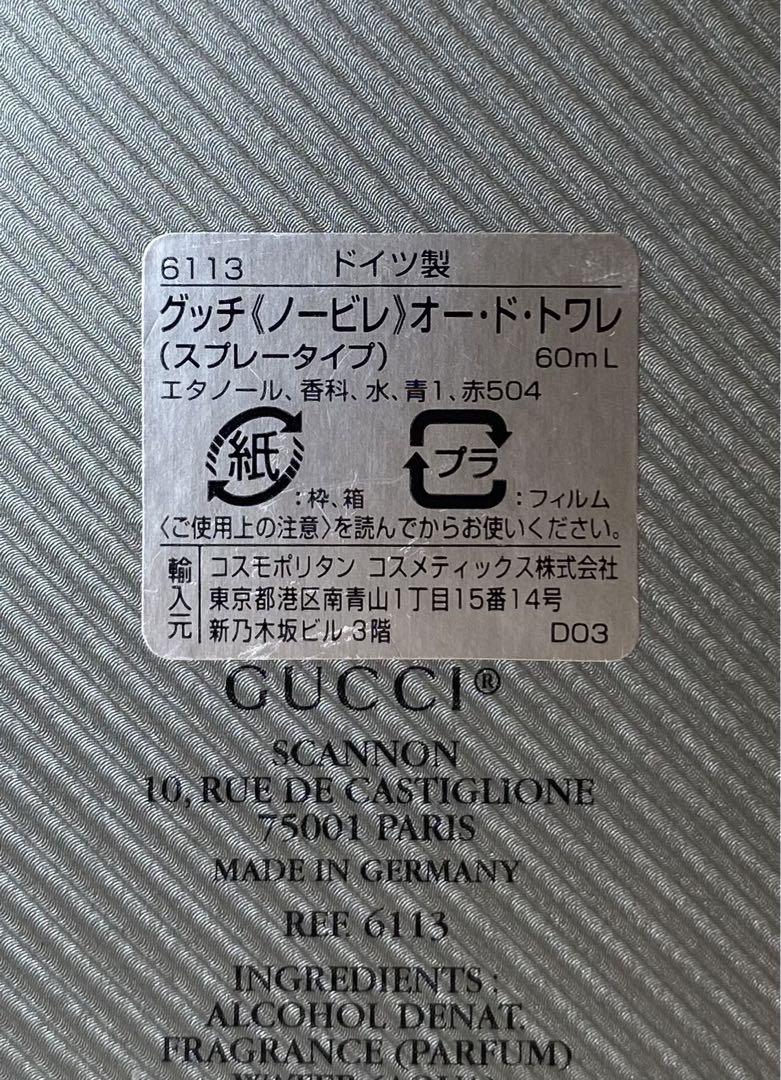 6113 ドイツ製
グッチ《ノービレ》オー・ド・トワレ
(スプレータイプ) 60mL
エタノール、香料、水、青1、赤504
紙 :枠、箱 プラ :フィルム
〈ご使用上の注意〉を読んでからお使いください。
輸入元 コスモポリタン コスメティックス株式会社
東京都港区南青山1丁目15番14号
新乃木坂ビル 3階 D03
GUCCI®
SCANNON
10, RUE DE CASTIGLIONE
75001 PARIS
MADE IN GERMANY
REF. 6113
INGREDIENTS :
ALCOHOL DENAT.
FRAGRANCE (PARFUM)